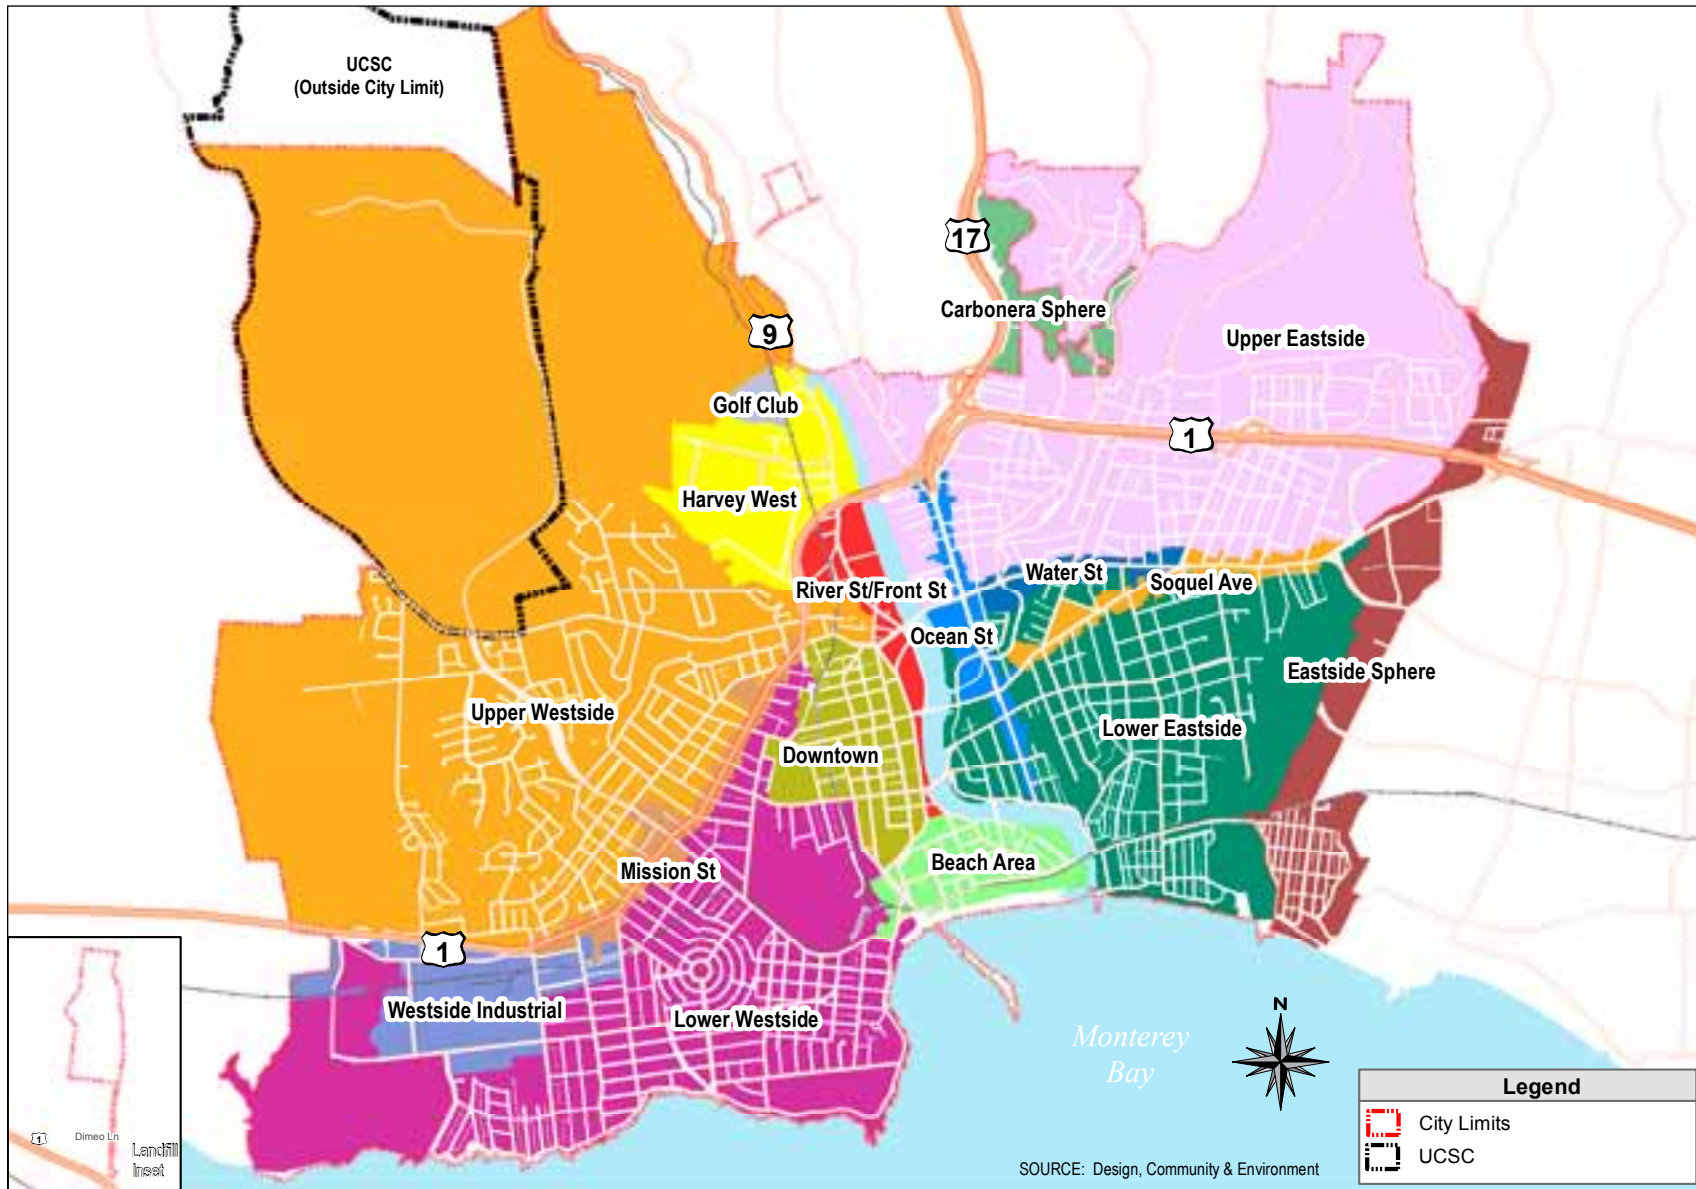 UCSC
(Outside City Limit)
17
Carbonera Sphere
9
Upper Eastside
Golf Club
1
Harvey West
River St/Front St
Water St
Soquel Ave
Ocean St
Eastside Sphere
Upper Westside
Lower Eastside
Downtown
Beach Area
Mission St
1
Westside Industrial
Lower Westside
N
Monterey
Bay
Legend
City Limits
UCSC
SOURCE: Design, Community & Environment
1
Dimeo Ln
Landfill
Inset